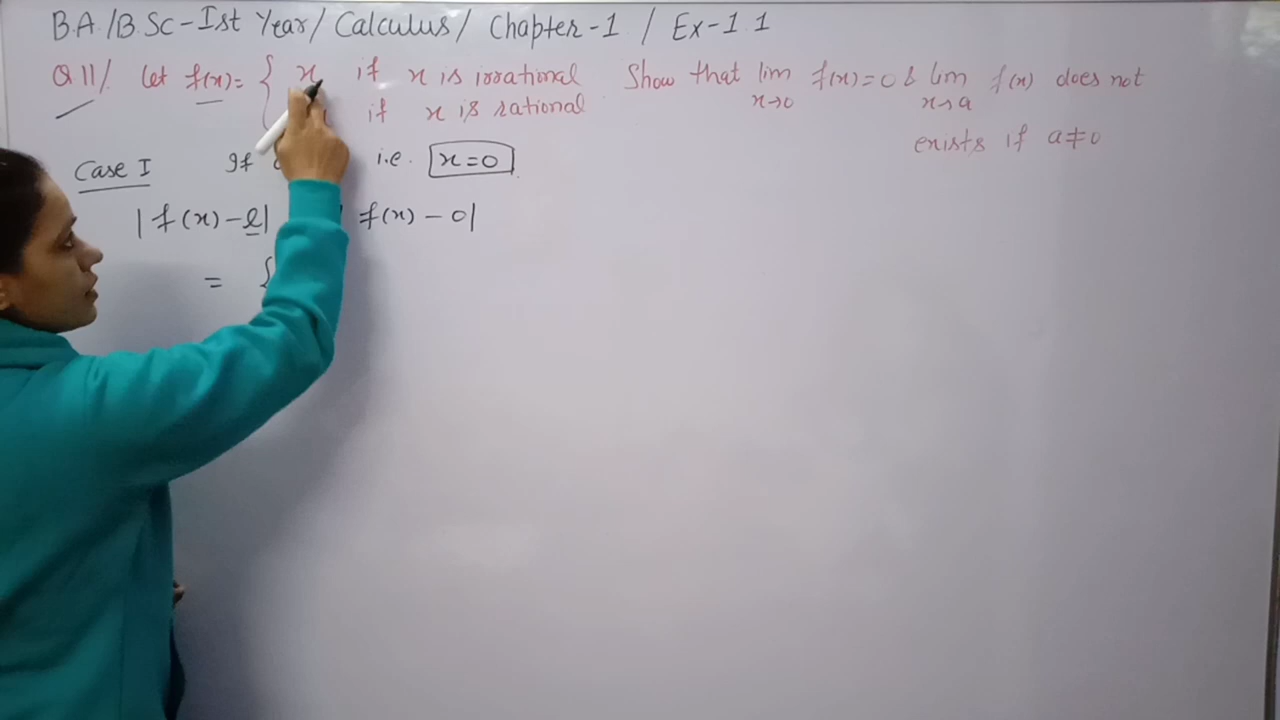 B.A./B.Sc-Ist Year/ Calculus/ Chapter-1 / Ex-1.1
Q.11/. Let f(x)= { x if x is irrational Show that lim x→0 f(x)=0 & lim x→a f(x) does not
if x is rational
exists if a≠0
Case I If i.e. x=0
|f(x)-l| f(x)-0|
= {